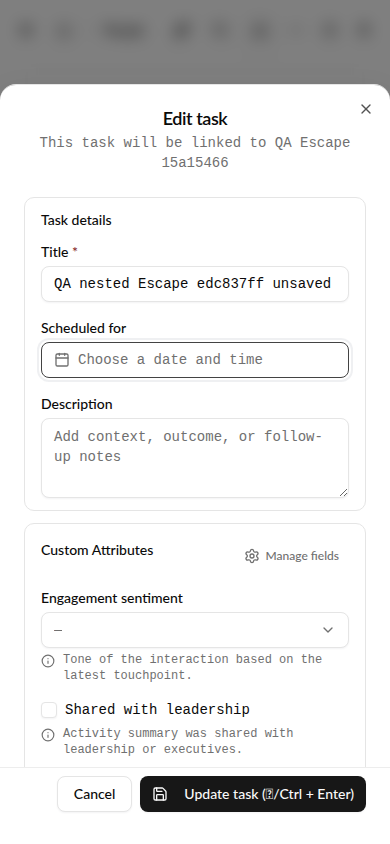 Edit task
This task will be linked to QA Escape
15a15466
Task details
Title *
QA nested Escape edc837ff unsaved
Scheduled for
Choose a date and time
Description
Add context, outcome, or follow-
up notes
Custom Attributes
Manage fields
Engagement sentiment
—
Tone of the interaction based on the
latest touchpoint.
Shared with leadership
Activity summary was shared with
leadership or executives.
Cancel
Update task (▯/Ctrl + Enter)